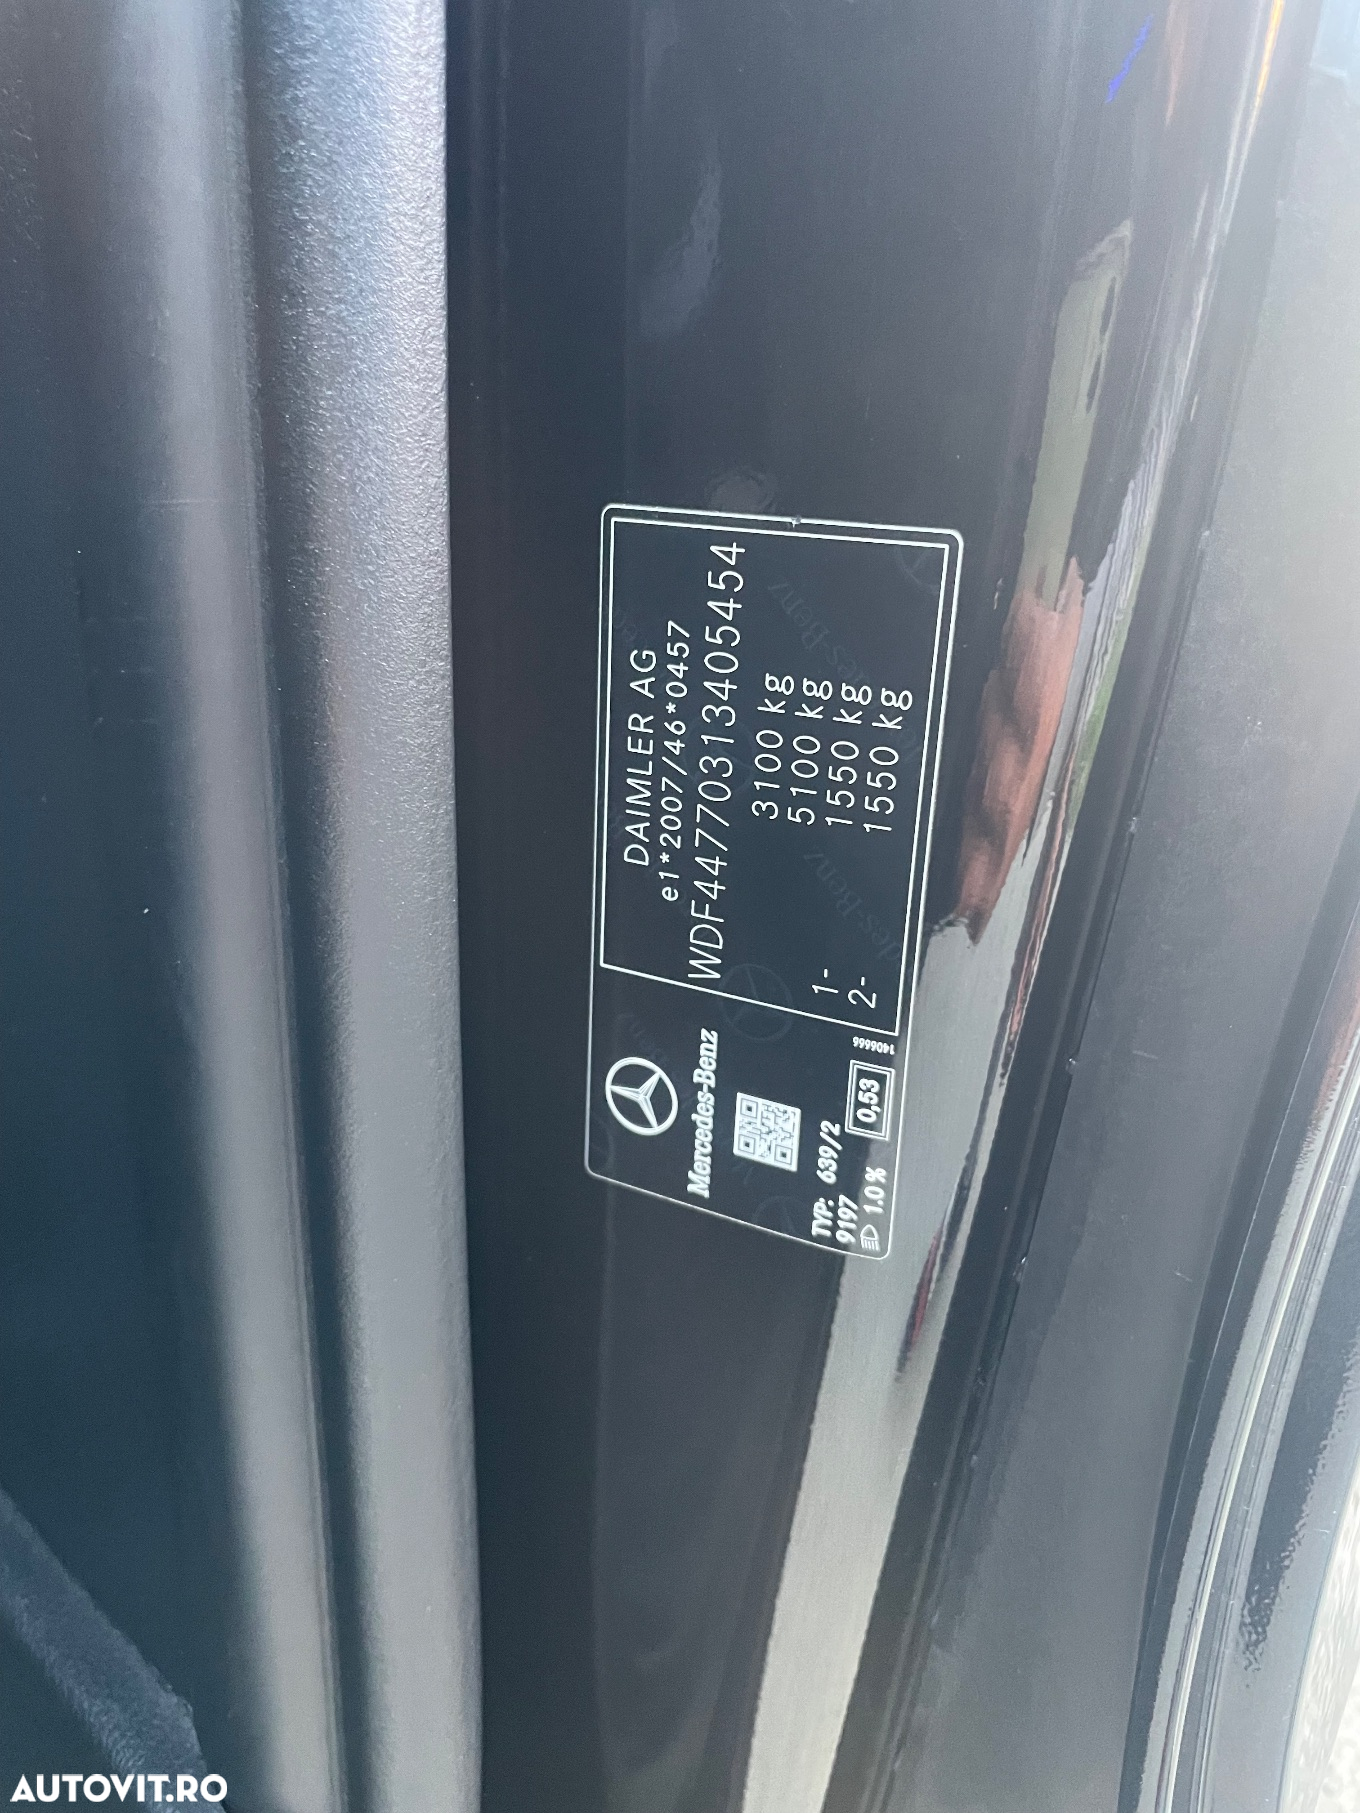 DAIMLER AG
e1*2007/46*0457
WDF44770313405454
3100 kg
5100 kg
1- 1550 kg
2- 1550 kg
Mercedes-Benz
TYP: 639/2
9197
1.0 %
0,53
1406666
AUTOVIT.RO